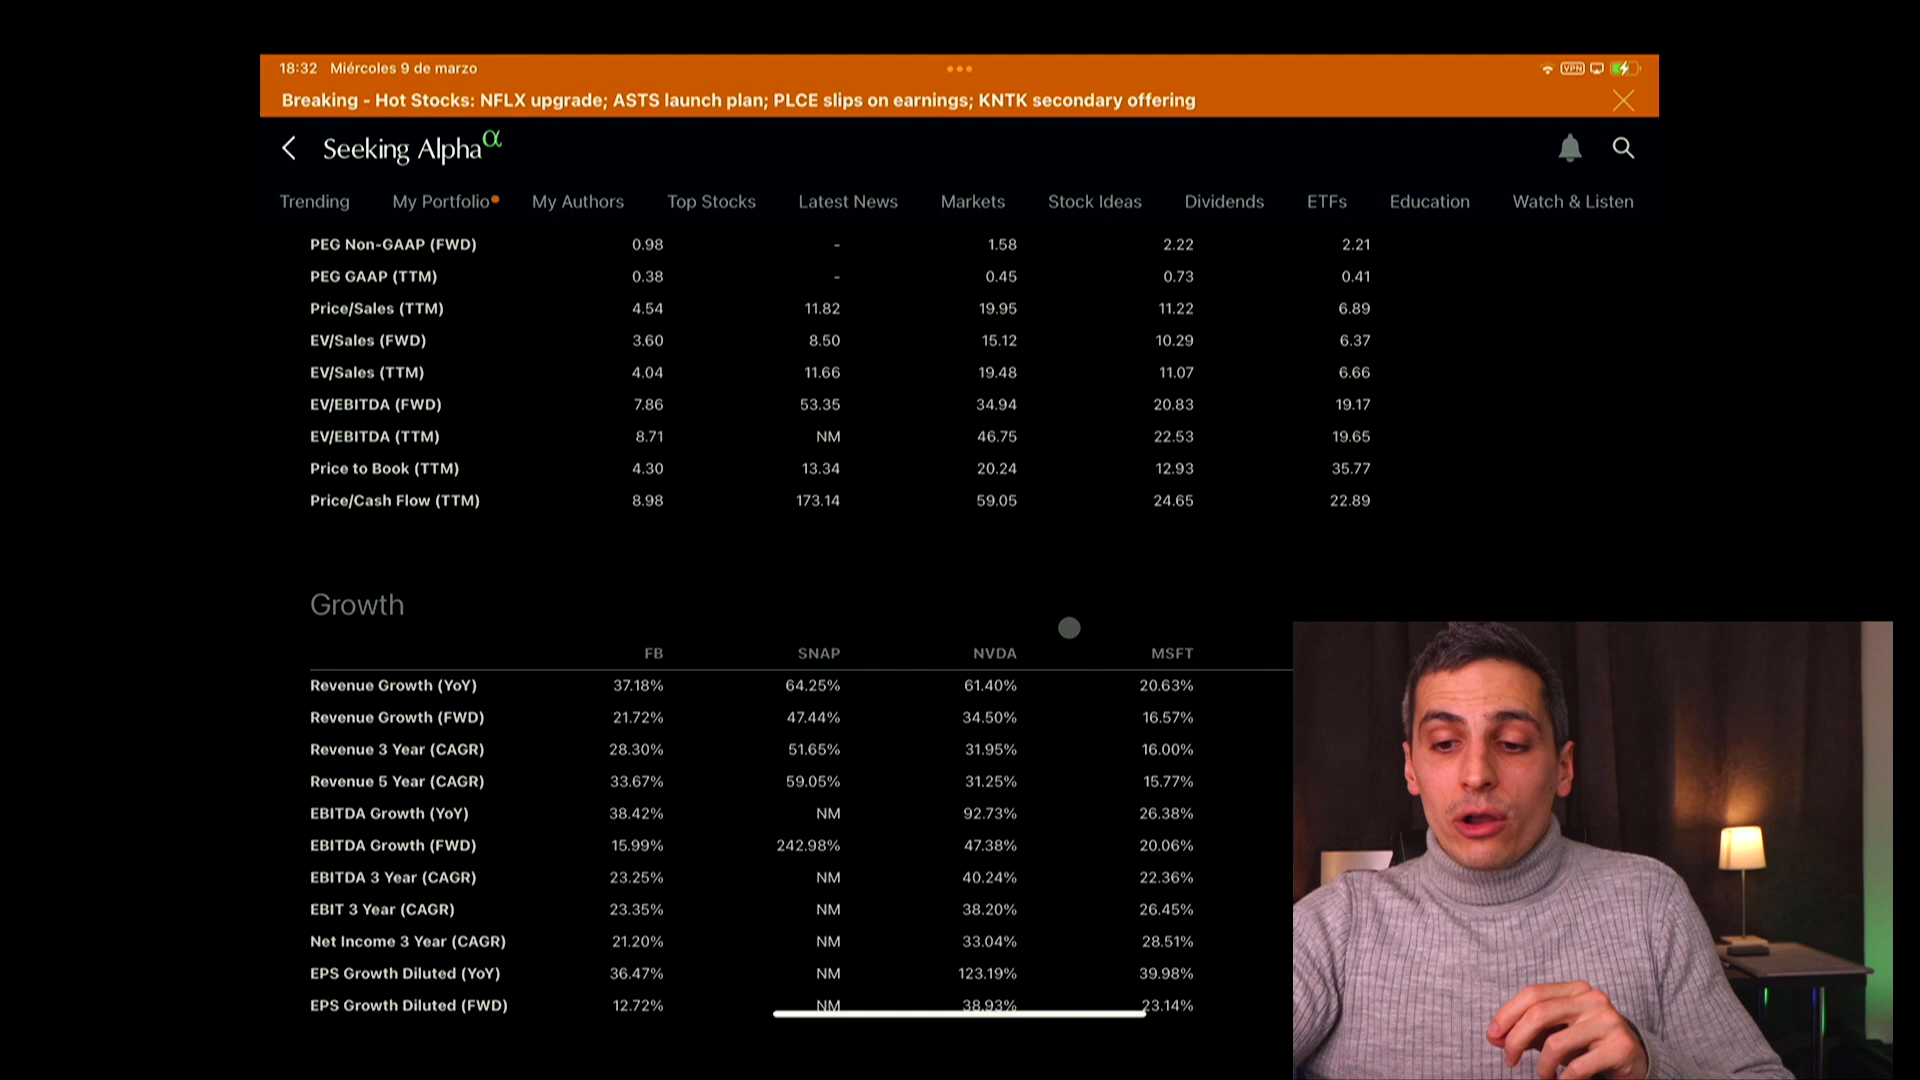 18:32 Miércoles 9 de marzo
VPN
Breaking - Hot Stocks: NFLX upgrade; ASTS launch plan; PLCE slips on earnings; KNTK secondary offering
Seeking Alpha α
Trending My Portfolio My Authors Top Stocks Latest News Markets Stock Ideas Dividends ETFs Education Watch & Listen
PEG Non-GAAP (FWD) 0.98 - 1.58 2.22 2.21
PEG GAAP (TTM) 0.38 - 0.45 0.73 0.41
Price/Sales (TTM) 4.54 11.82 19.95 11.22 6.89
EV/Sales (FWD) 3.60 8.50 15.12 10.29 6.37
EV/Sales (TTM) 4.04 11.66 19.48 11.07 6.66
EV/EBITDA (FWD) 7.86 53.35 34.94 20.83 19.17
EV/EBITDA (TTM) 8.71 NM 46.75 22.53 19.65
Price to Book (TTM) 4.30 13.34 20.24 12.93 35.77
Price/Cash Flow (TTM) 8.98 173.14 59.05 24.65 22.89
Growth
FB SNAP NVDA MSFT
Revenue Growth (YoY) 37.18% 64.25% 61.40% 20.63%
Revenue Growth (FWD) 21.72% 47.44% 34.50% 16.57%
Revenue 3 Year (CAGR) 28.30% 51.65% 31.95% 16.00%
Revenue 5 Year (CAGR) 33.67% 59.05% 31.25% 15.77%
EBITDA Growth (YoY) 38.42% NM 92.73% 26.38%
EBITDA Growth (FWD) 15.99% 242.98% 47.38% 20.06%
EBITDA 3 Year (CAGR) 23.25% NM 40.24% 22.36%
EBIT 3 Year (CAGR) 23.35% NM 38.20% 26.45%
Net Income 3 Year (CAGR) 21.20% NM 33.04% 28.51%
EPS Growth Diluted (YoY) 36.47% NM 123.19% 39.98%
EPS Growth Diluted (FWD) 12.72% NM 38.93% 23.14%